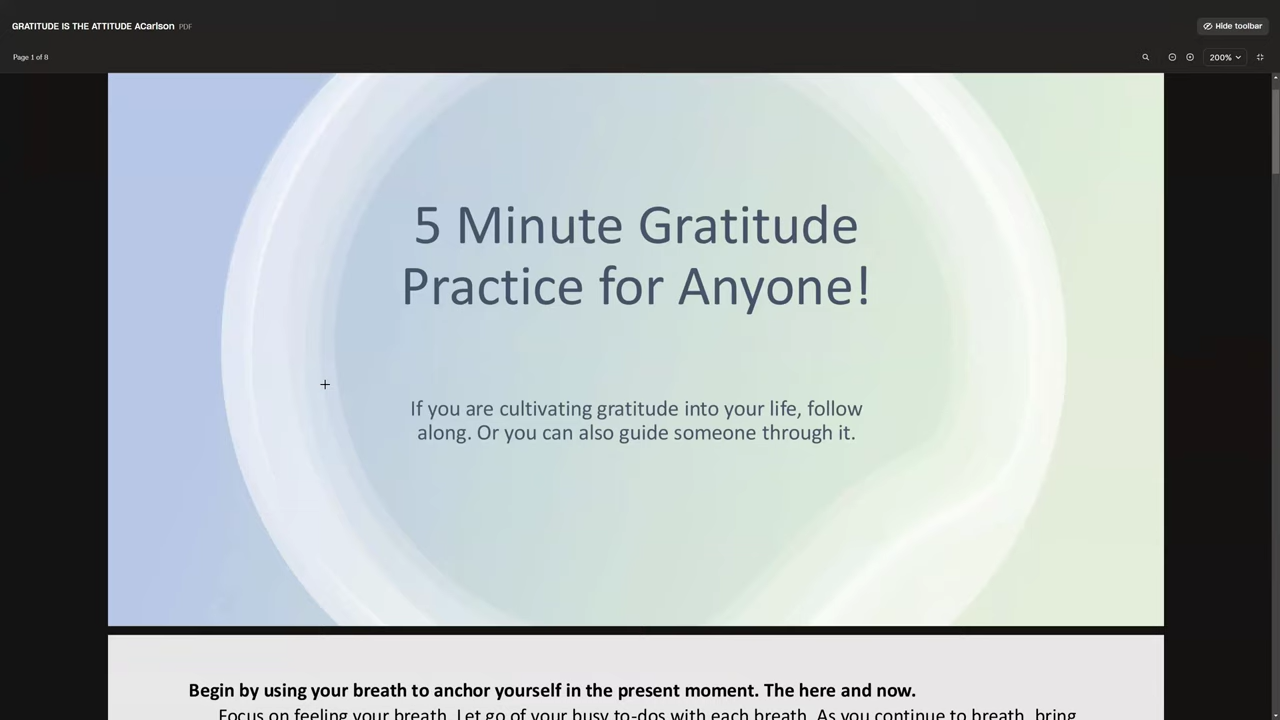 GRATITUDE IS THE ATTITUDE ACarlson PDF
Hide toolbar
Page 1 of 8
200%
5 Minute Gratitude
Practice for Anyone!
If you are cultivating gratitude into your life, follow
along. Or you can also guide someone through it.
Begin by using your breath to anchor yourself in the present moment. The here and now.
Focus on feeling your breath. Let go of your busy to-dos with each breath. As you continue to breath, bring